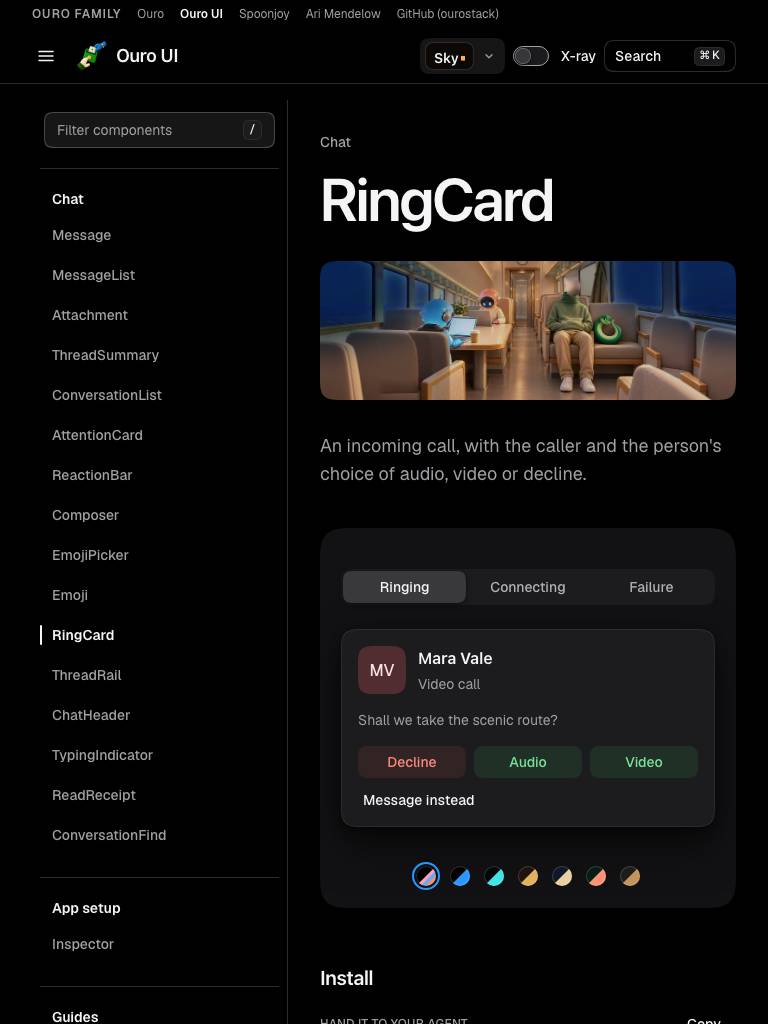 OURO FAMILY Ouro Ouro UI Spoonjoy Ari Mendelow GitHub (ourostack)
Ouro UI
Sky
X-ray
Search ⌘K
Filter components /
Chat
Message
MessageList
Attachment
ThreadSummary
ConversationList
AttentionCard
ReactionBar
Composer
EmojiPicker
Emoji
RingCard
ThreadRail
ChatHeader
TypingIndicator
ReadReceipt
ConversationFind
App setup
Inspector
Guides
Chat
RingCard
An incoming call, with the caller and the person's
choice of audio, video or decline.
Ringing Connecting Failure
MV
Mara Vale
Video call
Shall we take the scenic route?
Decline Audio Video
Message instead
Install
HAND IT TO YOUR AGENT Copy